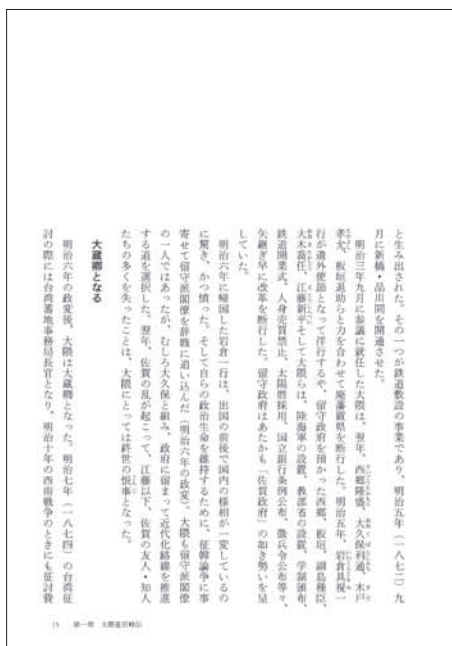 と生み出された。その一つが鉄道敷設の事業であり、明治五年（一八七二）九
月に新橋・品川間を開通させた。
明治三年九月に参議に就任した大隈は、翌年、西郷隆盛、大久保利通、木戸
孝允、板垣退助らと力を合わせて廃藩置県を断行した。明治五年、岩倉具視一
行が遣外使節となって洋行するや、留守政府を預かった西郷、板垣、副島種臣、
大木喬任、江藤新平そして大隈らは、陸海軍の設置、教部省の設置、学制頒布、
鉄道開業式、人身売買禁止、太陽暦採用、国立銀行条例公布、徴兵令公布等々、
矢継ぎ早に改革を断行した。留守政府はあたかも「佐賀政府」の如き勢いを呈
していた。
明治六年に帰国した岩倉一行は、出国の前後で国内の様相が一変しているの
に驚き、かつ憤った。そして自らの政治生命を維持するために、征韓論争に事
寄せて留守派閣僚を辞職に追い込んだ（明治六年の政変）。大隈も留守派閣僚
の一人ではあったが、むしろ大久保と組み、政府に留まって近代化路線を推進
する道を選択した。翌年、佐賀の乱が起こって、江藤以下、佐賀の友人・知人
たちの多くを失ったことは、大隈にとっては終世の恨事となった。
大蔵卿となる
明治六年の政変後、大隈は大蔵卿となった。明治七年（一八七四）の台湾征
討の際には台湾蕃地事務局長官となり、明治十年の西南戦争のときにも征討費
15 第一章 大隈重信略伝